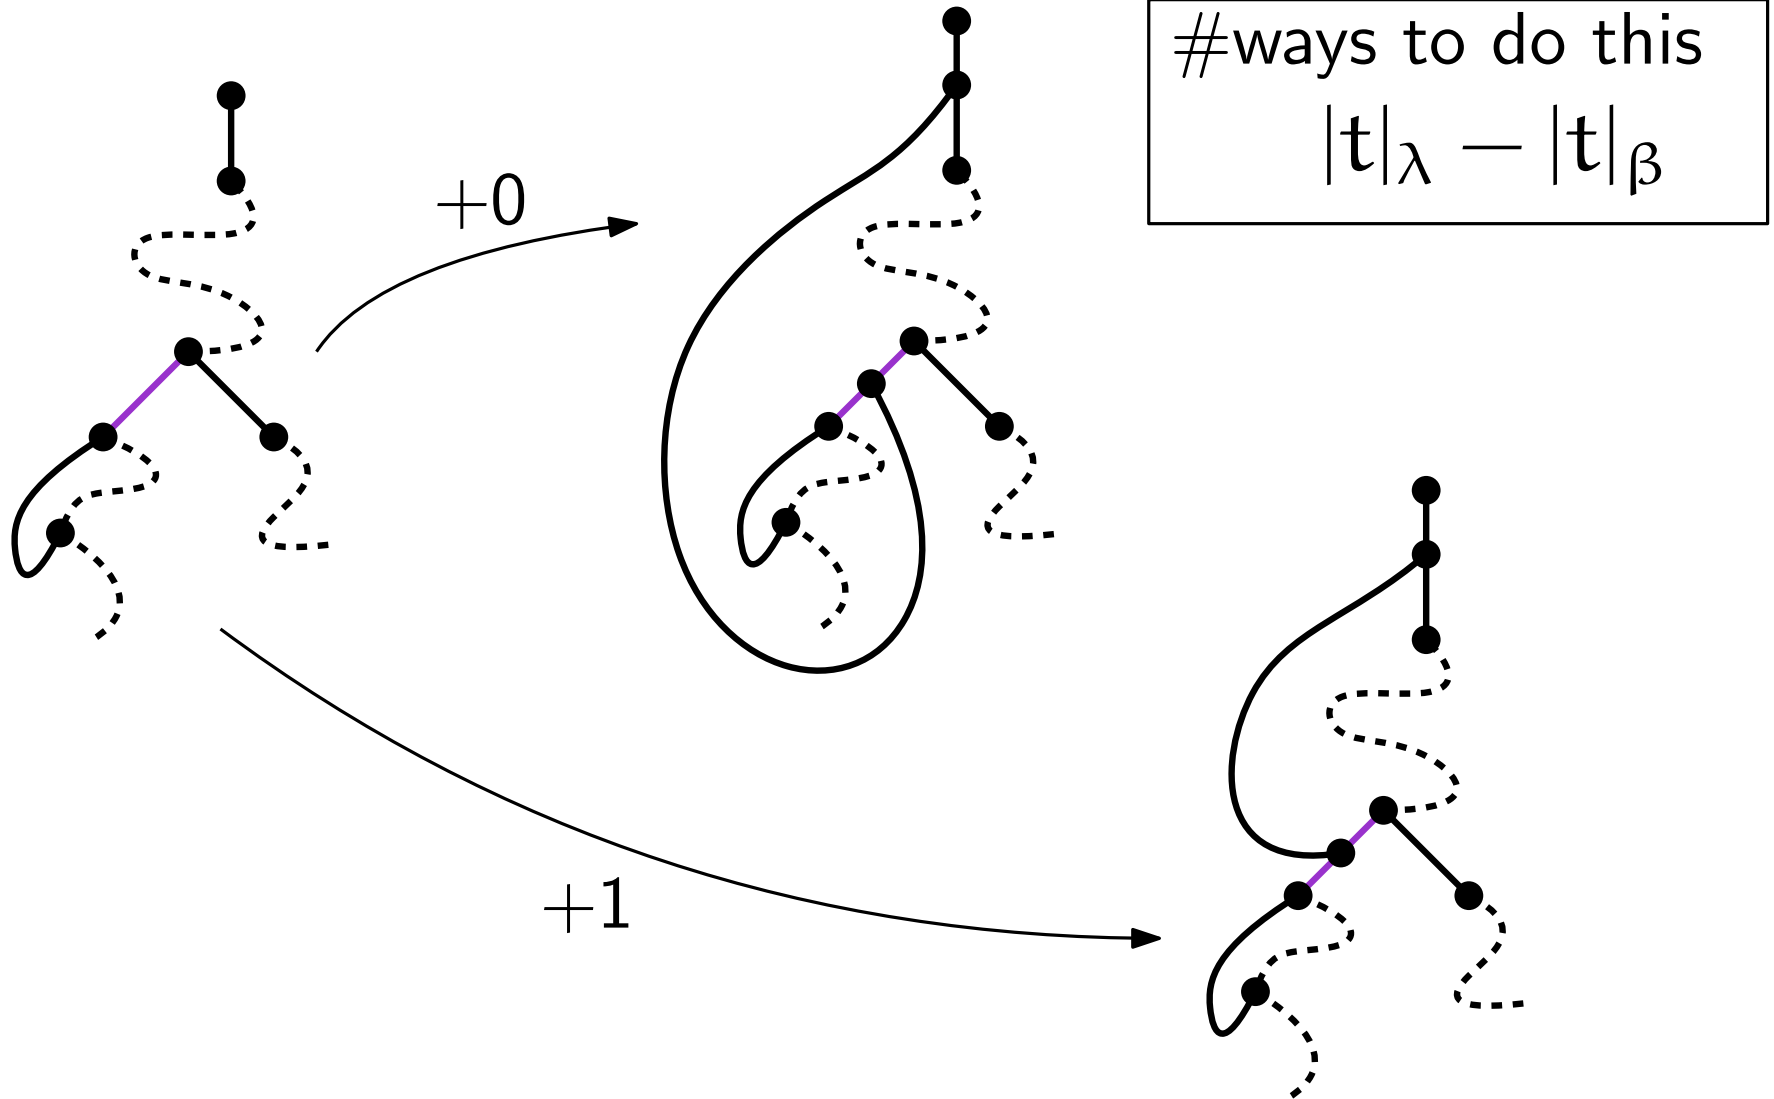 #ways to do this
|t|λ − |t|β
+0
+1